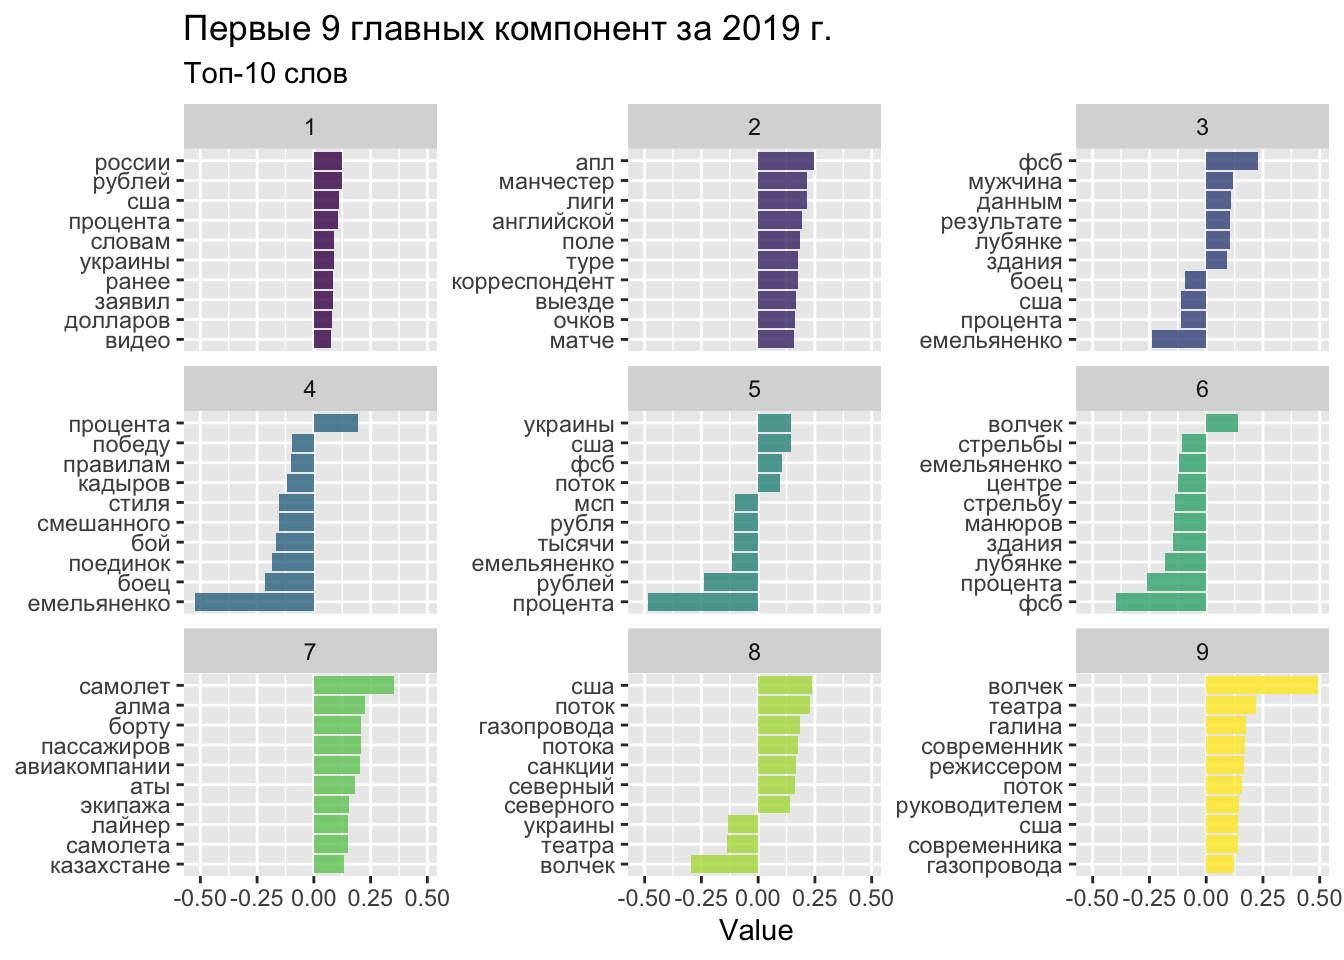 Первые 9 главных компонент за 2019 г.
Топ-10 слов
1
россии
рублей
сша
процента
словам
украины
ранее
заявил
долларов
видео
2
апл
манчестер
лиги
английской
поле
туре
корреспондент
выезде
очков
матче
3
фсб
мужчина
данным
результате
лубянке
здания
боец
сша
процента
емельяненко
4
процента
победу
правилам
кадыров
стиля
смешанного
бой
поединок
боец
емельяненко
5
украины
сша
фсб
поток
мсп
рубля
тысячи
емельяненко
рублей
процента
6
волчек
стрельбы
емельяненко
центре
стрельбу
манюров
здания
лубянке
процента
фсб
7
самолет
алма
борту
пассажиров
авиакомпании
аты
экипажа
лайнер
самолета
казахстане
8
сша
поток
газопровода
потока
санкции
северный
северного
украины
театра
волчек
9
волчек
театра
галина
современник
режиссером
поток
руководителем
сша
современника
газопровода
-0.50 -0.25 0.00 0.25 0.50
-0.50 -0.25 0.00 0.25 0.50
-0.50 -0.25 0.00 0.25 0.50
Value